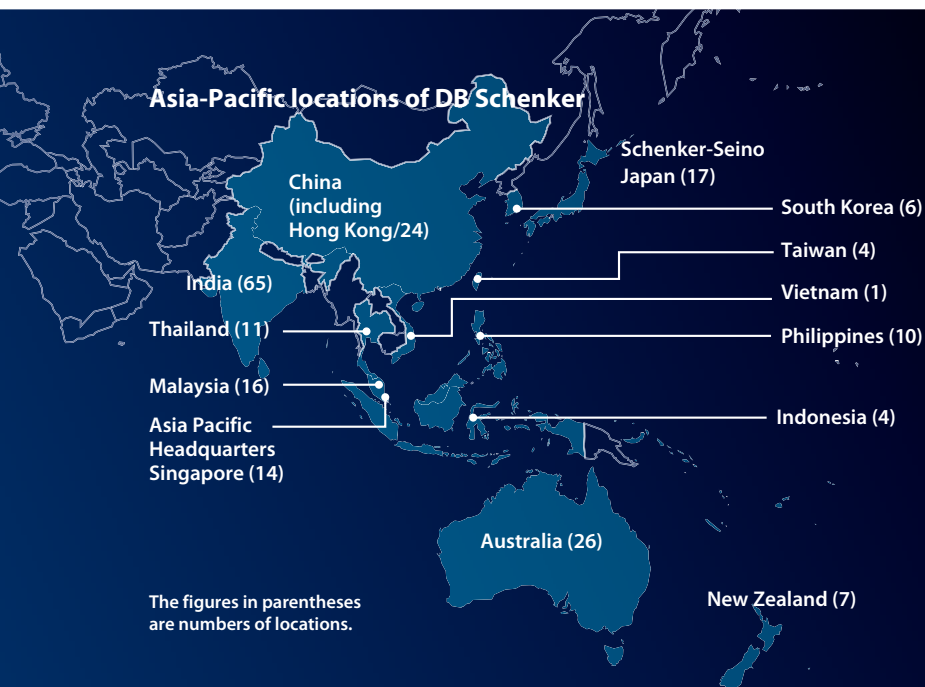 Asia-Pacific locations of DB Schenker
Schenker-Seino
Japan (17)
China
(including
Hong Kong/24)
South Korea (6)
Taiwan (4)
India (65)
Vietnam (1)
Thailand (11)
Philippines (10)
Malaysia (16)
Asia Pacific
Headquarters
Singapore (14)
Indonesia (4)
Australia (26)
The figures in parentheses
are numbers of locations.
New Zealand (7)